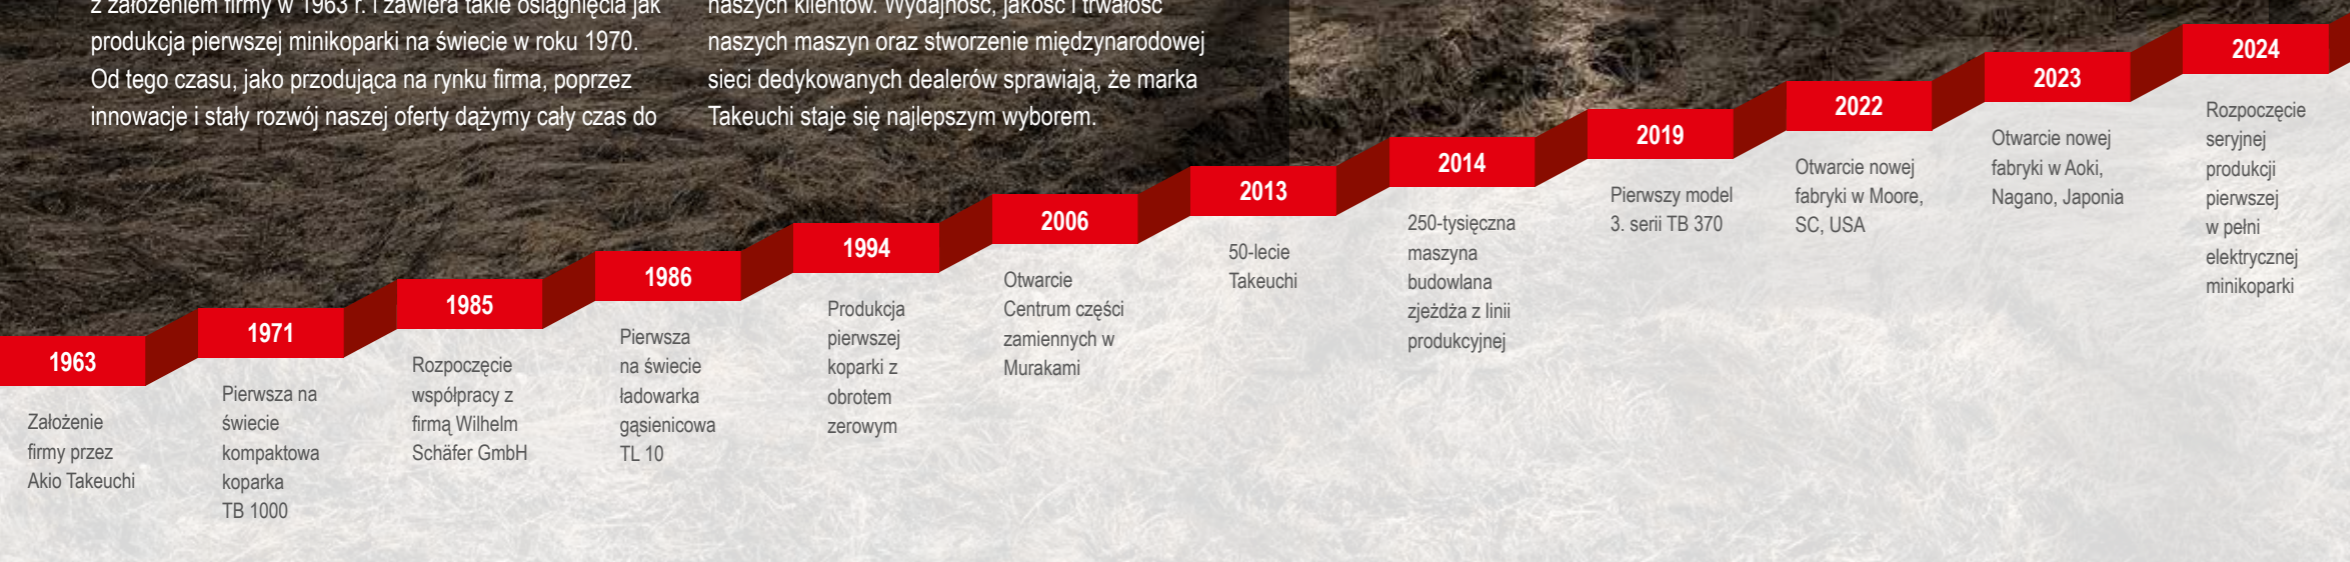 z założeniem firmy w 1963 r. i zawiera takie osiągnięcia jak
produkcja pierwszej minikoparki na świecie w roku 1970.
Od tego czasu, jako przodująca na rynku firma, poprzez
innowacje i stały rozwój naszej oferty dążymy cały czas do
naszych klientów. Wydajność, jakość i trwałość
naszych maszyn oraz stworzenie międzynarodowej
sieci dedykowanych dealerów sprawiają, że marka
Takeuchi staje się najlepszym wyborem.
1963
Założenie
firmy przez
Akio Takeuchi
1971
Pierwsza na
świecie
kompaktowa
koparka
TB 1000
1985
Rozpoczęcie
współpracy z
firmą Wilhelm
Schäfer GmbH
1986
Pierwsza
na świecie
ładowarka
gąsienicowa
TL 10
1994
Produkcja
pierwszej
koparki z
obrotem
zerowym
2006
Otwarcie
Centrum części
zamiennych w
Murakami
2013
50-lecie
Takeuchi
2014
250-tysięczna
maszyna
budowlana
zjeżdża z linii
produkcyjnej
2019
Pierwszy model
3. serii TB 370
2022
Otwarcie nowej
fabryki w Moore,
SC, USA
2023
Otwarcie nowej
fabryki w Aoki,
Nagano, Japonia
2024
Rozpoczęcie
seryjnej
produkcji
pierwszej
w pełni
elektrycznej
minikoparki